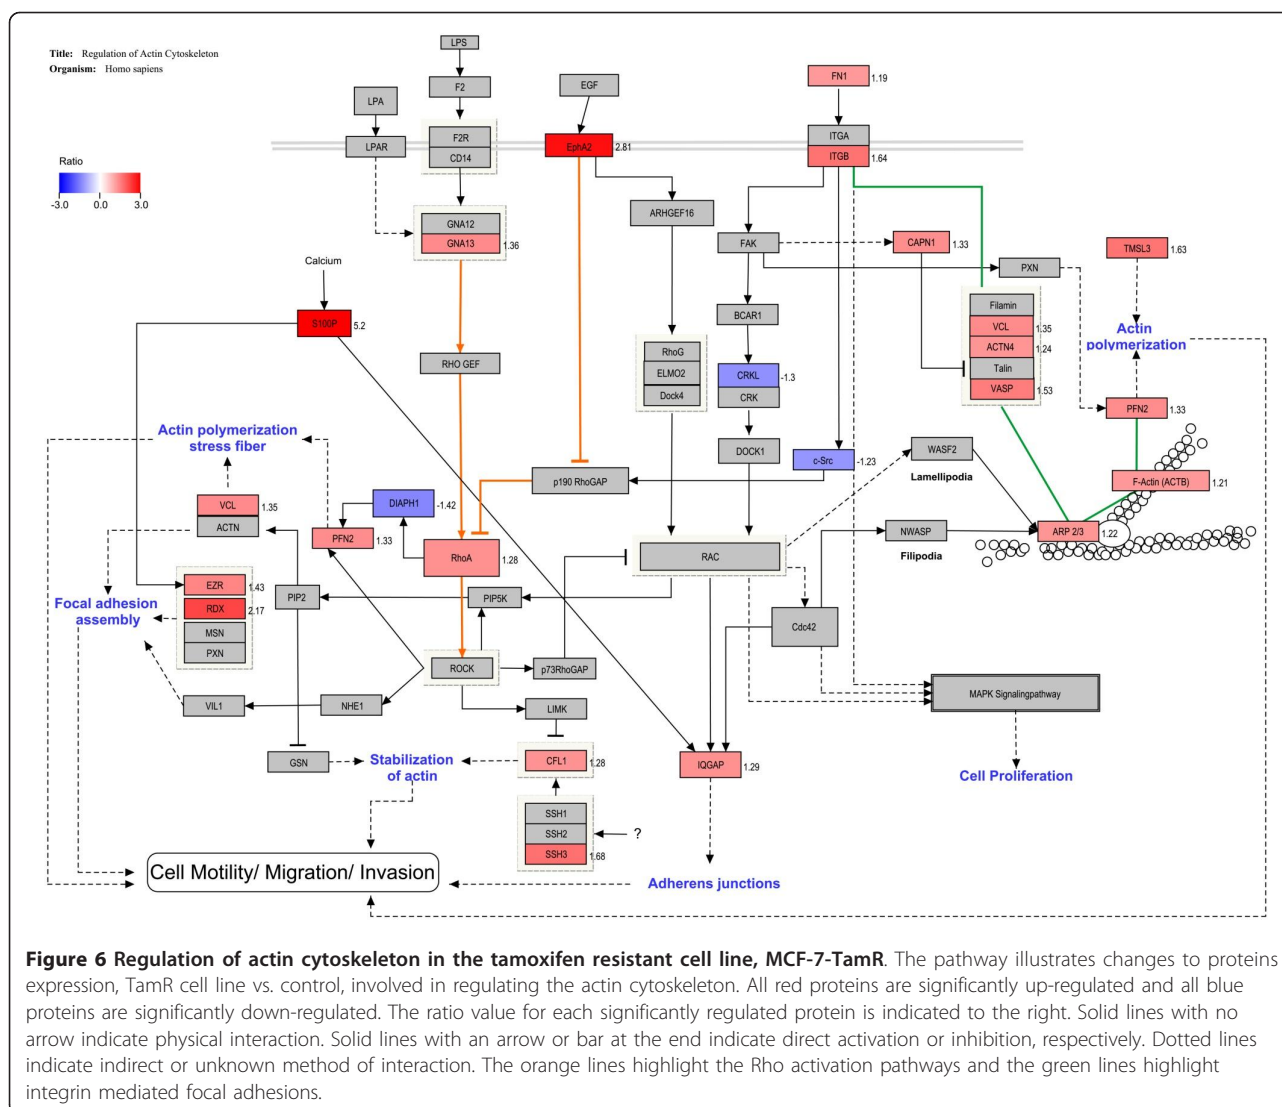 Title: Regulation of Actin Cytoskeleton
Organism: Homo sapiens
Ratio
-3.0 0.0 3.0
LPS
F2
LPA
LPAR
F2R
CD14
EGF
EphA2 2.81
FN1 1.19
ITGA
ITGB 1.64
GNA12
GNA13 1.36
ARHGEF16
FAK
CAPN1 1.33
PXN
TMSL3 1.63
Calcium
S100P 5.2
BCAR1
Filamin
VCL 1.35
ACTN4 1.24
Talin
VASP 1.53
Actin
polymerization
RHO GEF
RhoG
ELMO2
Dock4
CRKL -1.3
CRK
PFN2 1.33
Actin polymerization
stress fiber
DOCK1
c-Src -1.23
WASF2
Lamellipodia
p190 RhoGAP
F-Actin (ACTB) 1.21
VCL 1.35
ACTN
DIAPH1 -1.42
PFN2 1.33
RhoA 1.28
RAC
NWASP
Filipodia
ARP 2/3 1.22
EZR 1.43
RDX 2.17
MSN
PXN
Focal adhesion
assembly
PIP2
PIP5K
Cdc42
ROCK
p73RhoGAP
MAPK Signalingpathway
VIL1
NHE1
LIMK
GSN
Stabilization
of actin
CFL1 1.28
IQGAP 1.29
Cell Proliferation
SSH1
SSH2
SSH3 1.68
?
Cell Motility/ Migration/ Invasion
Adherens junctions
Figure 6 Regulation of actin cytoskeleton in the tamoxifen resistant cell line, MCF-7-TamR. The pathway illustrates changes to proteins
expression, TamR cell line vs. control, involved in regulating the actin cytoskeleton. All red proteins are significantly up-regulated and all blue
proteins are significantly down-regulated. The ratio value for each significantly regulated protein is indicated to the right. Solid lines with no
arrow indicate physical interaction. Solid lines with an arrow or bar at the end indicate direct activation or inhibition, respectively. Dotted lines
indicate indirect or unknown method of interaction. The orange lines highlight the Rho activation pathways and the green lines highlight
integrin mediated focal adhesions.